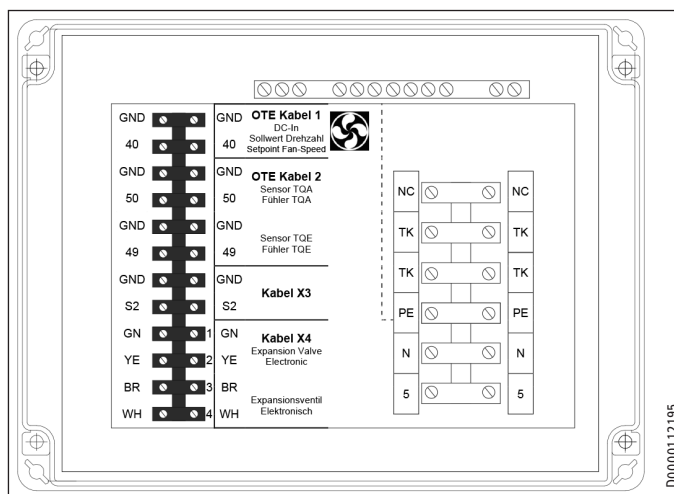 GND GND OTE Kabel 1
DC-In
40 40 Sollwert Drehzahl
Setpoint Fan-Speed
GND GND OTE Kabel 2
50 50 Sensor TQA
Fühler TQA
GND GND
49 49 Sensor TQE
Fühler TQE
GND GND
Kabel X3
S2 S2
GN 1 GN Kabel X4
YE 2 YE Expansion Valve
Electronic
BR 3 BR Expansionsventil
WH 4 WH Elektronisch
NC NC
TK TK
TK TK
PE PE
N N
5 5
D0000112195